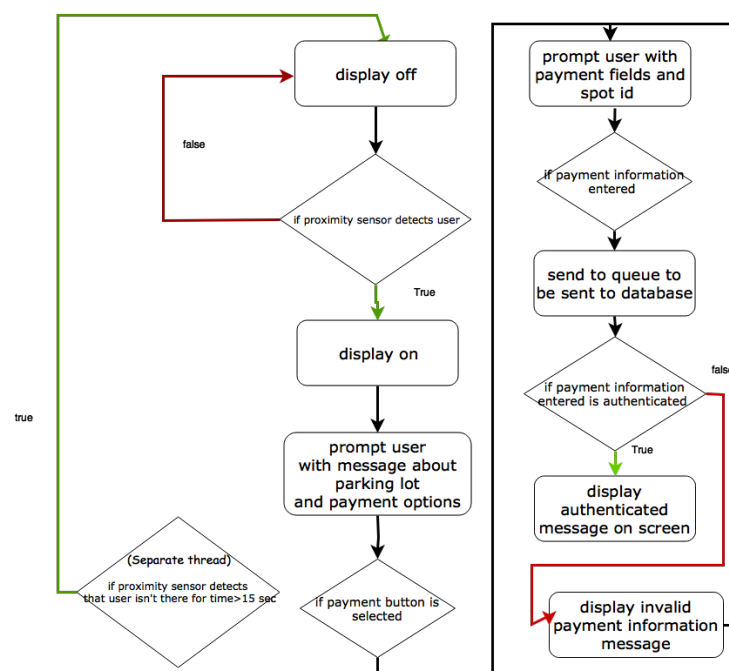 display off
false
if proximity sensor detects user
True
display on
true
prompt user
with message about
parking lot
and payment options
(Separate thread)
if proximity sensor detects
that user isn't there for time>15 sec
if payment button is
selected
prompt user with
payment fields and
spot id
if payment information
entered
send to queue to
be sent to database
false
if payment information
entered is authenticated
True
display
authenticated
message on screen
display invalid
payment information
message